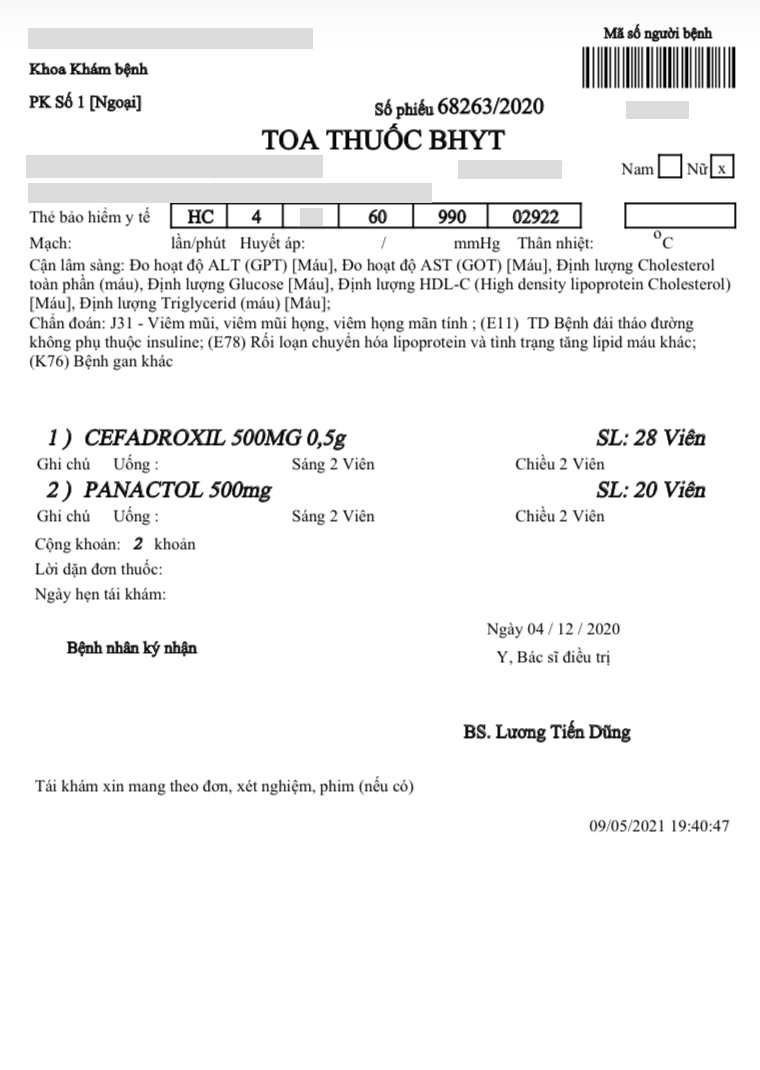 Mã số người bệnh
Khoa Khám bệnh
PK Số 1 [Ngoại]
Số phiếu 68263/2020
TOA THUỐC BHYT
Nam Nữ x
Thẻ bảo hiểm y tế HC 4 60 990 02922
Mạch: lần/phút Huyết áp: / mmHg Thân nhiệt: °C
Cận lâm sàng: Đo hoạt độ ALT (GPT) [Máu], Đo hoạt độ AST (GOT) [Máu], Định lượng Cholesterol
toàn phần (máu), Định lượng Glucose [Máu], Định lượng HDL-C (High density lipoprotein Cholesterol)
[Máu], Định lượng Triglycerid (máu) [Máu];
Chẩn đoán: J31 - Viêm mũi, viêm mũi họng, viêm họng mãn tính ; (E11) TD Bệnh đái tháo đường
không phụ thuộc insuline; (E78) Rối loạn chuyển hóa lipoprotein và tình trạng tăng lipid máu khác;
(K76) Bệnh gan khác
1 ) CEFADROXIL 500MG 0,5g SL: 28 Viên
Ghi chú Uống : Sáng 2 Viên Chiều 2 Viên
2 ) PANACTOL 500mg SL: 20 Viên
Ghi chú Uống : Sáng 2 Viên Chiều 2 Viên
Cộng khoản: 2 khoản
Lời dặn đơn thuốc:
Ngày hẹn tái khám:
Ngày 04 / 12 / 2020
Bệnh nhân ký nhận
Y, Bác sĩ điều trị
BS. Lương Tiến Dũng
Tái khám xin mang theo đơn, xét nghiệm, phim (nếu có)
09/05/2021 19:40:47